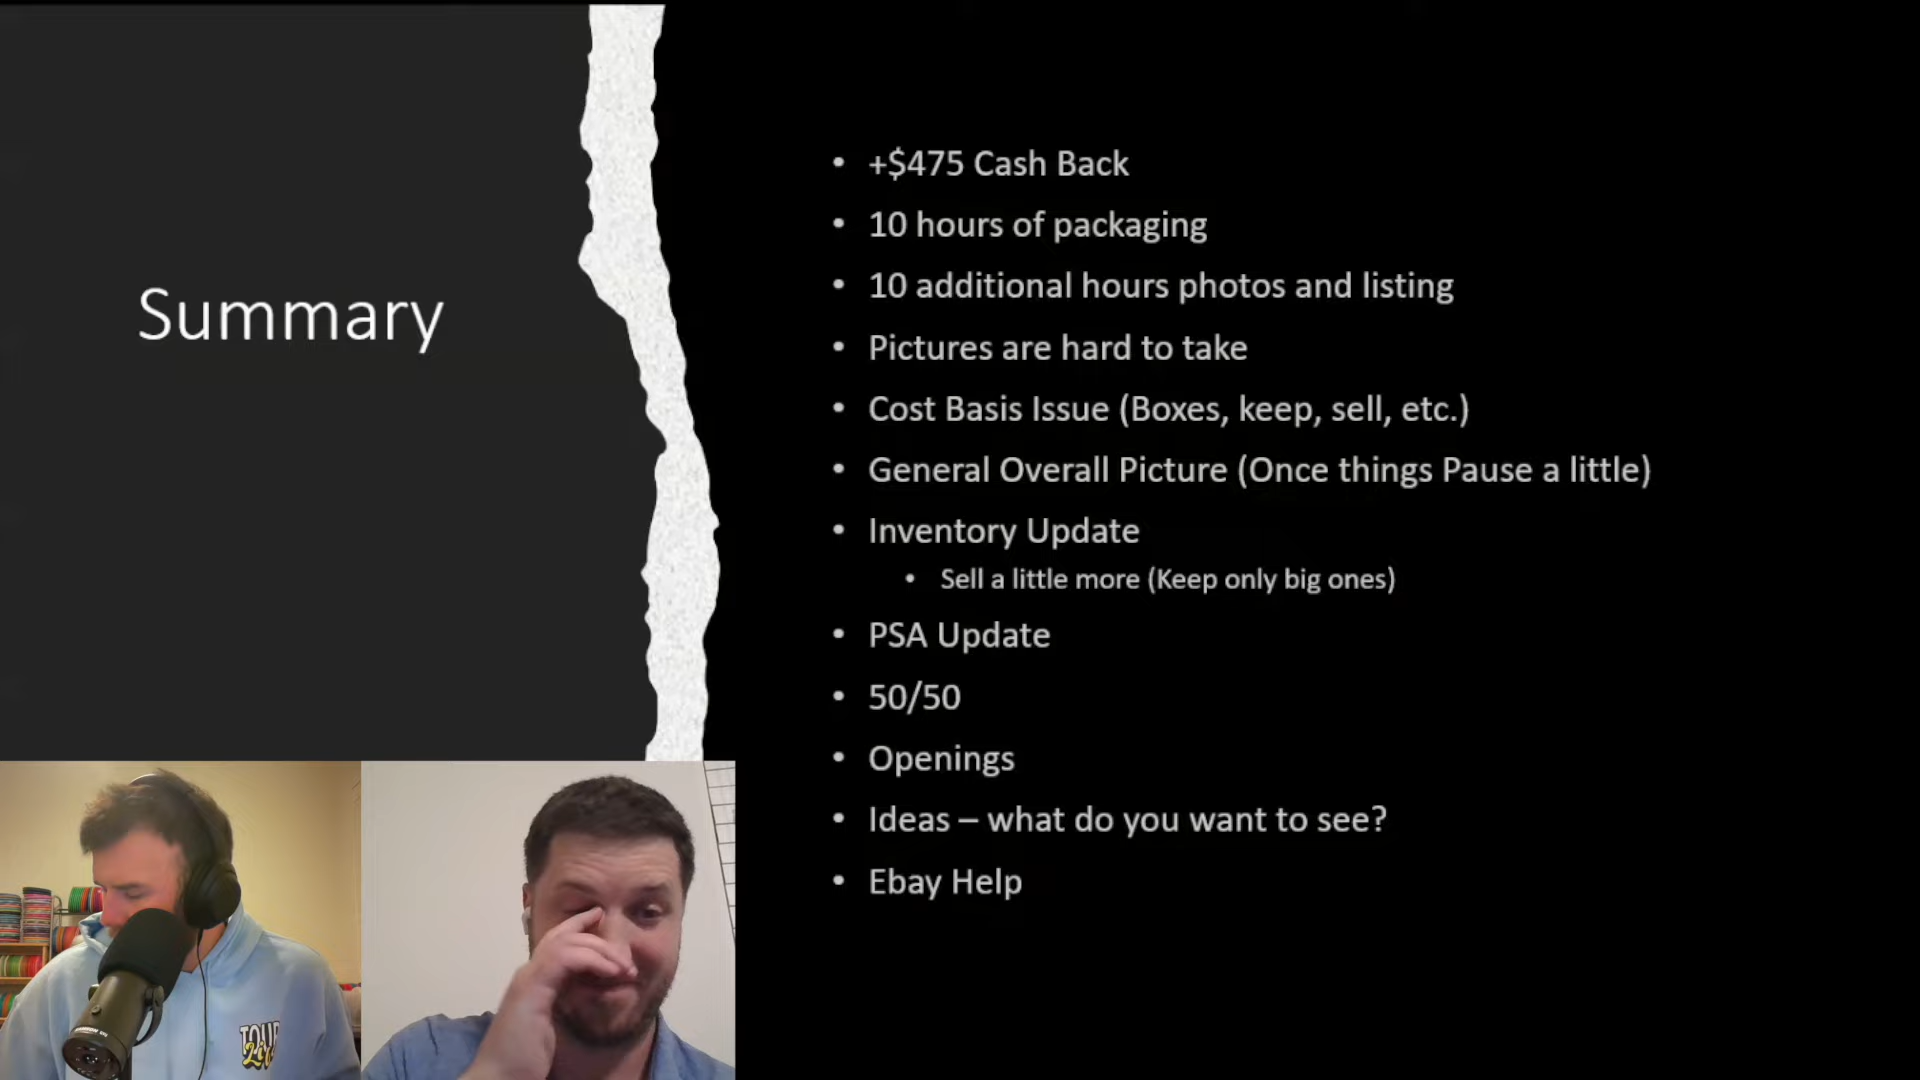 Summary
+$475 Cash Back
10 hours of packaging
10 additional hours photos and listing
Pictures are hard to take
Cost Basis Issue (Boxes, keep, sell, etc.)
General Overall Picture (Once things Pause a little)
Inventory Update
Sell a little more (Keep only big ones)
PSA Update
50/50
Openings
Ideas – what do you want to see?
Ebay Help